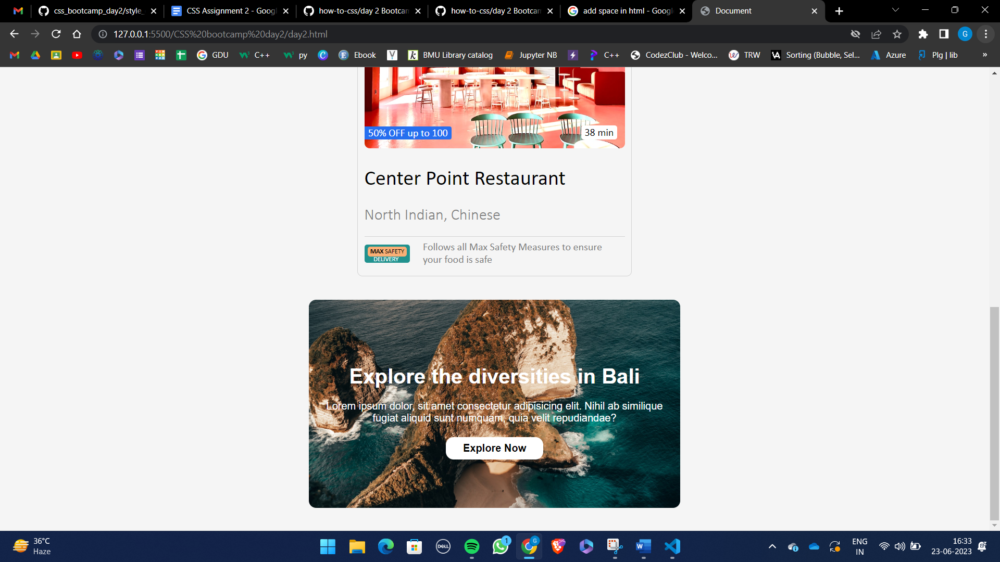 css_bootcamp_day2/style_
CSS Assignment 2 - Googl
how-to-css/day 2 Bootcam
how-to-css/day 2 Bootcam
add space in html - Google
Document
127.0.0.1:5500/CSS%20bootcamp%20day2/day2.html
G
GDU
C++
py
Ebook
BMU Library catalog
Jupyter NB
C++
CodezClub - Welco...
TRW
Sorting (Bubble, Sel...
Azure
Plg | lib
»
50% OFF up to 100
38 min
Center Point Restaurant
North Indian, Chinese
MAX SAFETY
DELIVERY
Follows all Max Safety Measures to ensure
your food is safe
Explore the diversities in Bali
Lorem ipsum dolor, sit amet consectetur adipisicing elit. Nihil ab similique
fugiat aliquid sunt numquam, quia velit repudiandae?
Explore Now
36°C
Haze
DELL
1
G
ENG
IN
16:33
23-06-2023